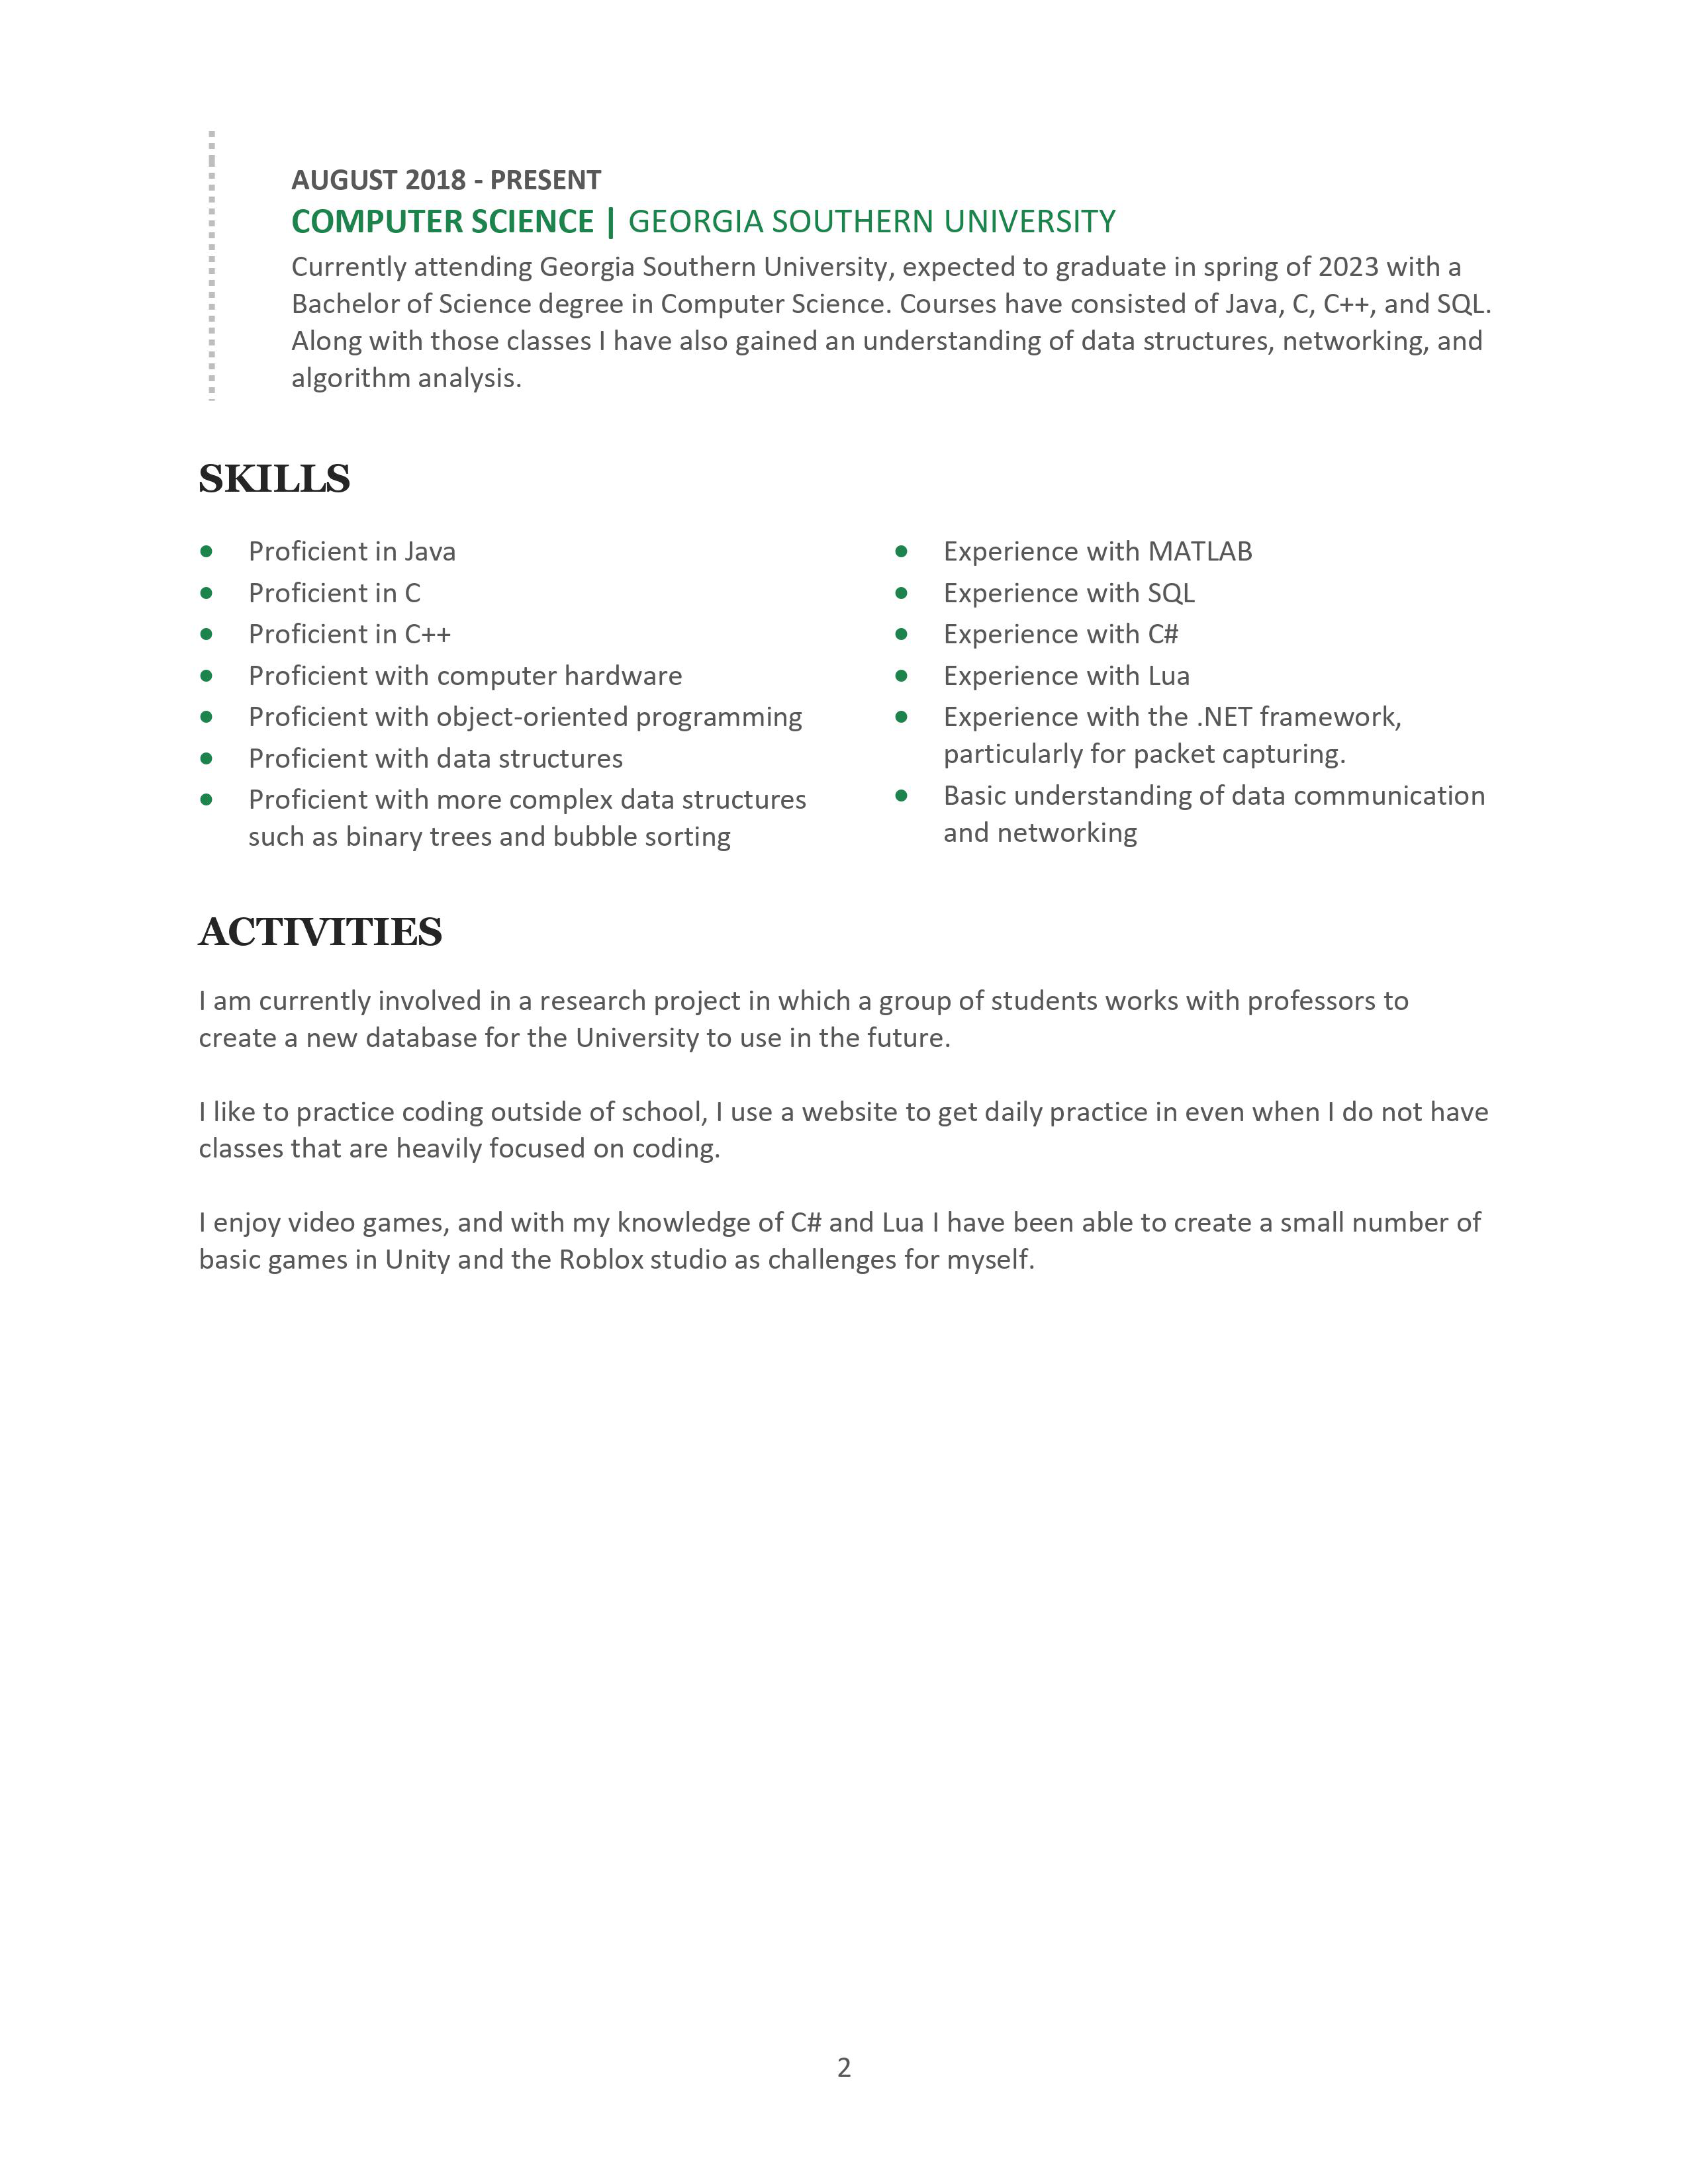 AUGUST 2018 - PRESENT
COMPUTER SCIENCE | GEORGIA SOUTHERN UNIVERSITY
Currently attending Georgia Southern University, expected to graduate in spring of 2023 with a
Bachelor of Science degree in Computer Science. Courses have consisted of Java, C, C++, and SQL.
Along with those classes I have also gained an understanding of data structures, networking, and
algorithm analysis.
SKILLS
Proficient in Java
Proficient in C
Proficient in C++
Proficient with computer hardware
Proficient with object-oriented programming
Proficient with data structures
Proficient with more complex data structures
such as binary trees and bubble sorting
Experience with MATLAB
Experience with SQL
Experience with C#
Experience with Lua
Experience with the .NET framework,
particularly for packet capturing.
Basic understanding of data communication
and networking
ACTIVITIES
I am currently involved in a research project in which a group of students works with professors to
create a new database for the University to use in the future.
I like to practice coding outside of school, I use a website to get daily practice in even when I do not have
classes that are heavily focused on coding.
I enjoy video games, and with my knowledge of C# and Lua I have been able to create a small number of
basic games in Unity and the Roblox studio as challenges for myself.
2